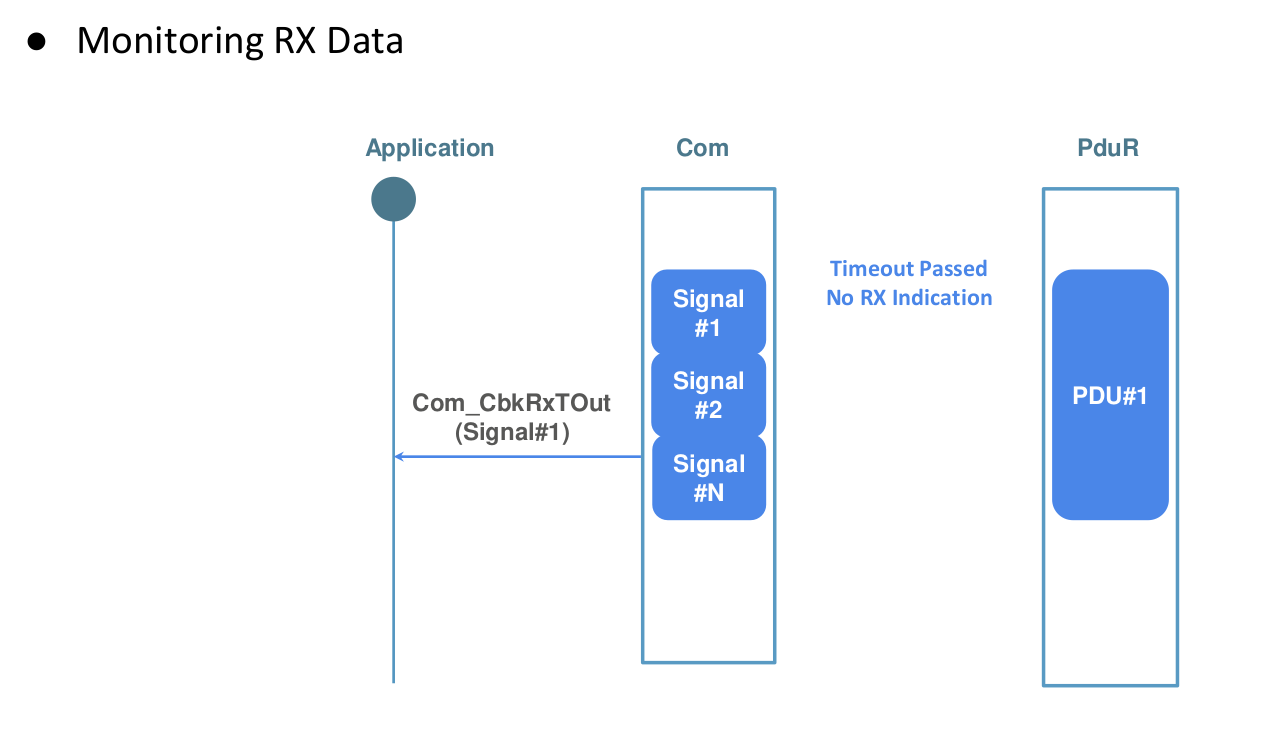 ● Monitoring RX Data
Application
Com
PduR
Timeout Passed
No RX Indication
Signal
#1
Signal
#2
Signal
#N
PDU#1
Com_CbkRxTOut
(Signal#1)